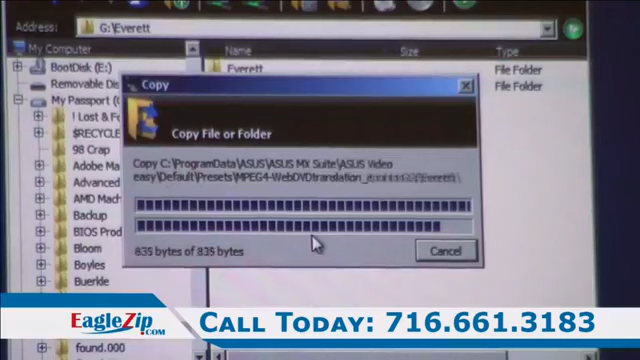 Address: G:\Everett
My Computer Name Size Type
BootDisk (E:) Everett File Folder
Removable Dis File Folder
My Passport (
! Lost & Fo
$RECYCLE
98 Crap
Adobe Ma
Advanced
AMD Mach
Backup
BIOS Prod
Bloom
Boyles
Buerkle
found.000
Copy
Copy File or Folder
Copy C:\ProgramData\ASUS\ASUS MX Suite\ASUS Video
easy\Default\Presets\MPEG4-WebDVDtranslation_
835 bytes of 835 bytes
Cancel
EagleZip.com
Call Today: 716.661.3183